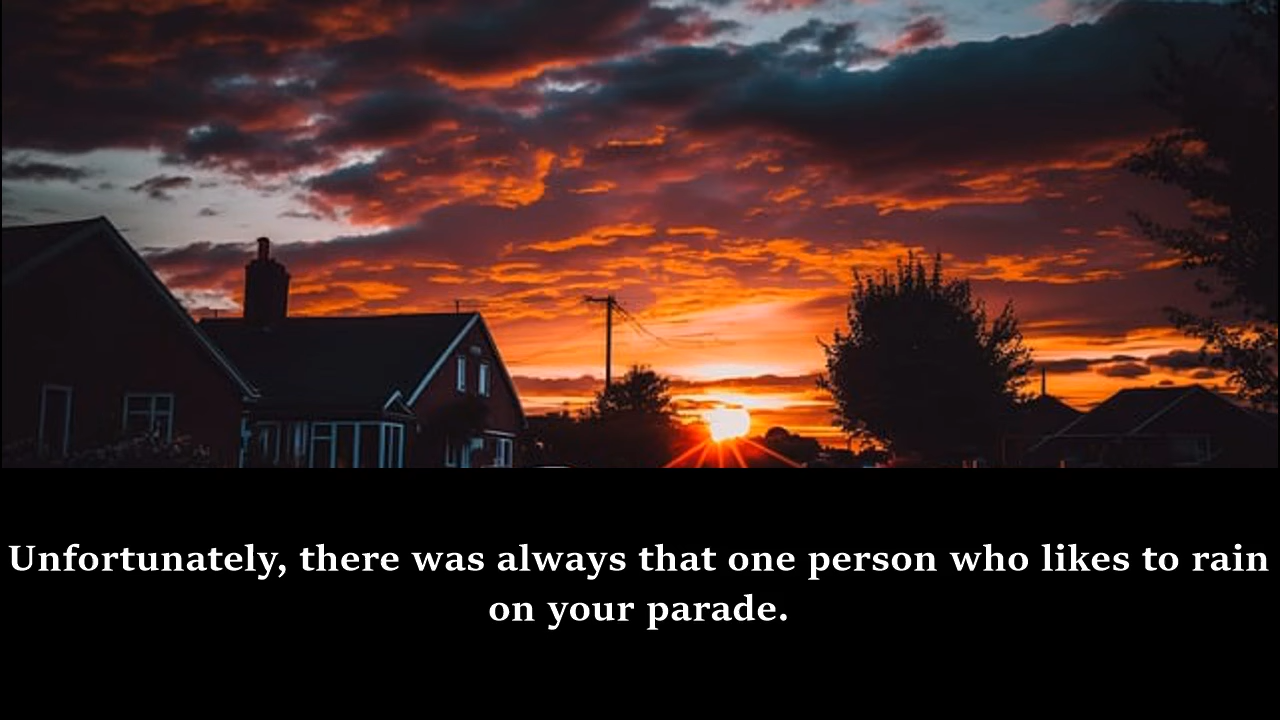 Unfortunately, there was always that one person who likes to rain
on your parade.